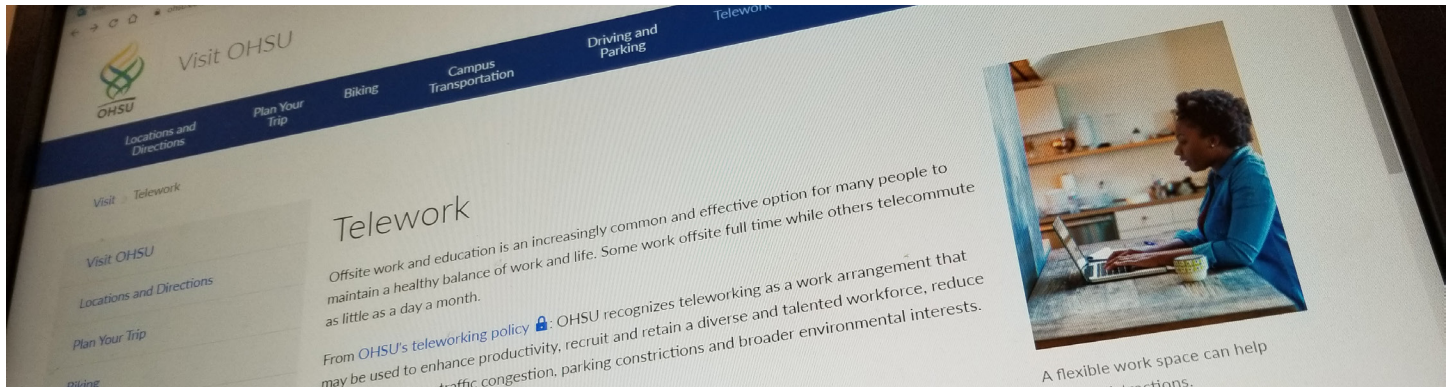 Visit OHSU
OHSU
Locations and
Directions
Plan Your
Trip
Biking
Campus
Transportation
Driving and
Parking
Telework
Visit > Telework
Visit OHSU
Locations and Directions
Plan Your Trip
Biking
Telework
Offsite work and education is an increasingly common and effective option for many people to
maintain a healthy balance of work and life. Some work offsite full time while others telecommute
as little as a day a month.
From OHSU's teleworking policy : OHSU recognizes teleworking as a work arrangement that
may be used to enhance productivity, recruit and retain a diverse and talented workforce, reduce
traffic congestion, parking constrictions and broader environmental interests.
A flexible work space can help